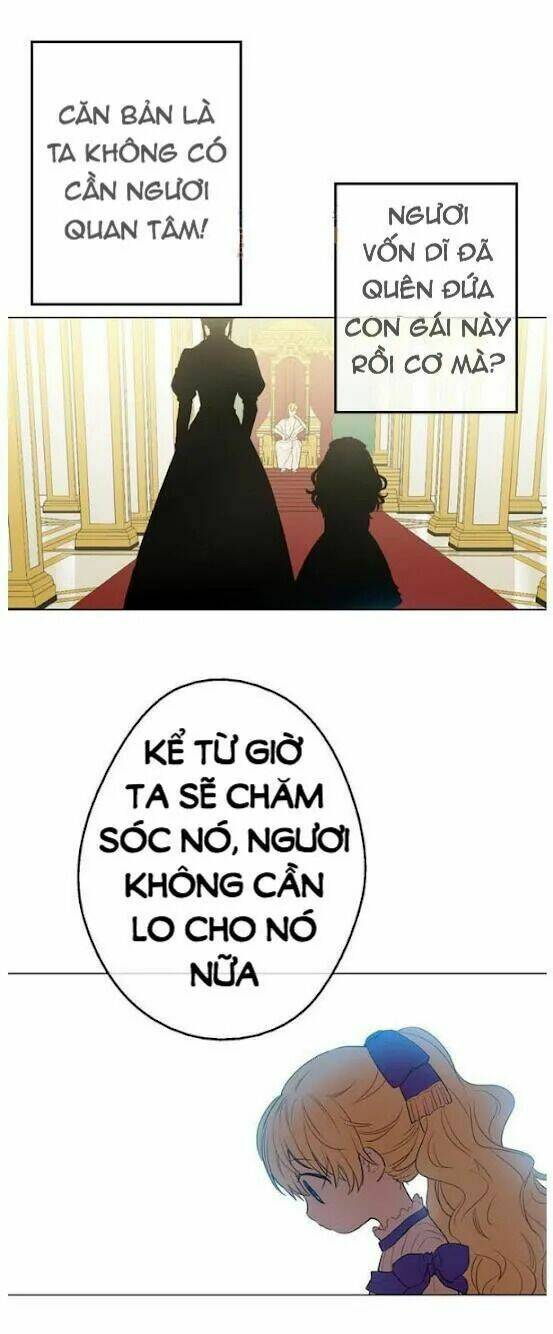 CĂN BẢN LÀ
TA KHÔNG CÓ
CẦN NGƯƠI
QUAN TÂM!
NGƯƠI
VỐN DĨ ĐÃ
QUÊN ĐỨA
CON GÁI NÀY
RỒI CƠ MÀ?
KỂ TỪ GIỜ
TA SẼ CHĂM
SÓC NÓ, NGƯƠI
KHÔNG CẦN
LO CHO NÓ
NỮA